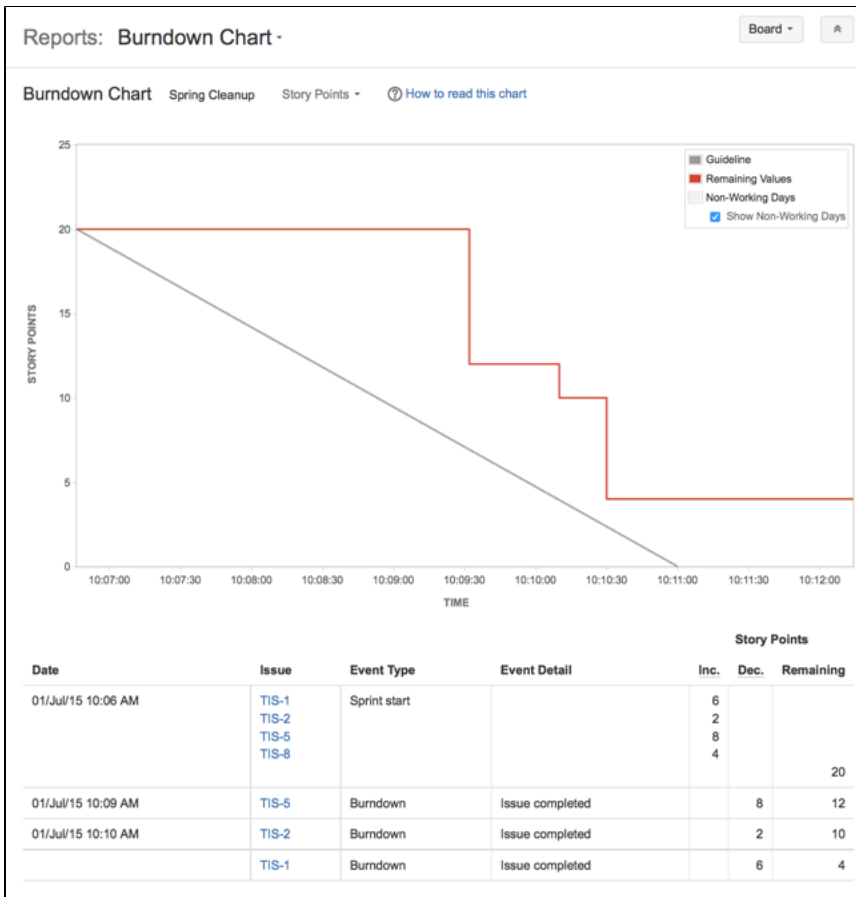 Reports: Burndown Chart
Board
Burndown Chart Spring Cleanup Story Points ? How to read this chart
25
20
15
10
5
0
STORY POINTS
Guideline
Remaining Values
Non-Working Days
Show Non-Working Days
10:07:00 10:07:30 10:08:00 10:08:30 10:09:00 10:09:30 10:10:00 10:10:30 10:11:00 10:11:30 10:12:00
TIME
Story Points
Date Issue Event Type Event Detail Inc. Dec. Remaining
01/Jul/15 10:06 AM TIS-1 Sprint start 6
TIS-2 2
TIS-5 8
TIS-8 4
20
01/Jul/15 10:09 AM TIS-5 Burndown Issue completed 8 12
01/Jul/15 10:10 AM TIS-2 Burndown Issue completed 2 10
TIS-1 Burndown Issue completed 6 4